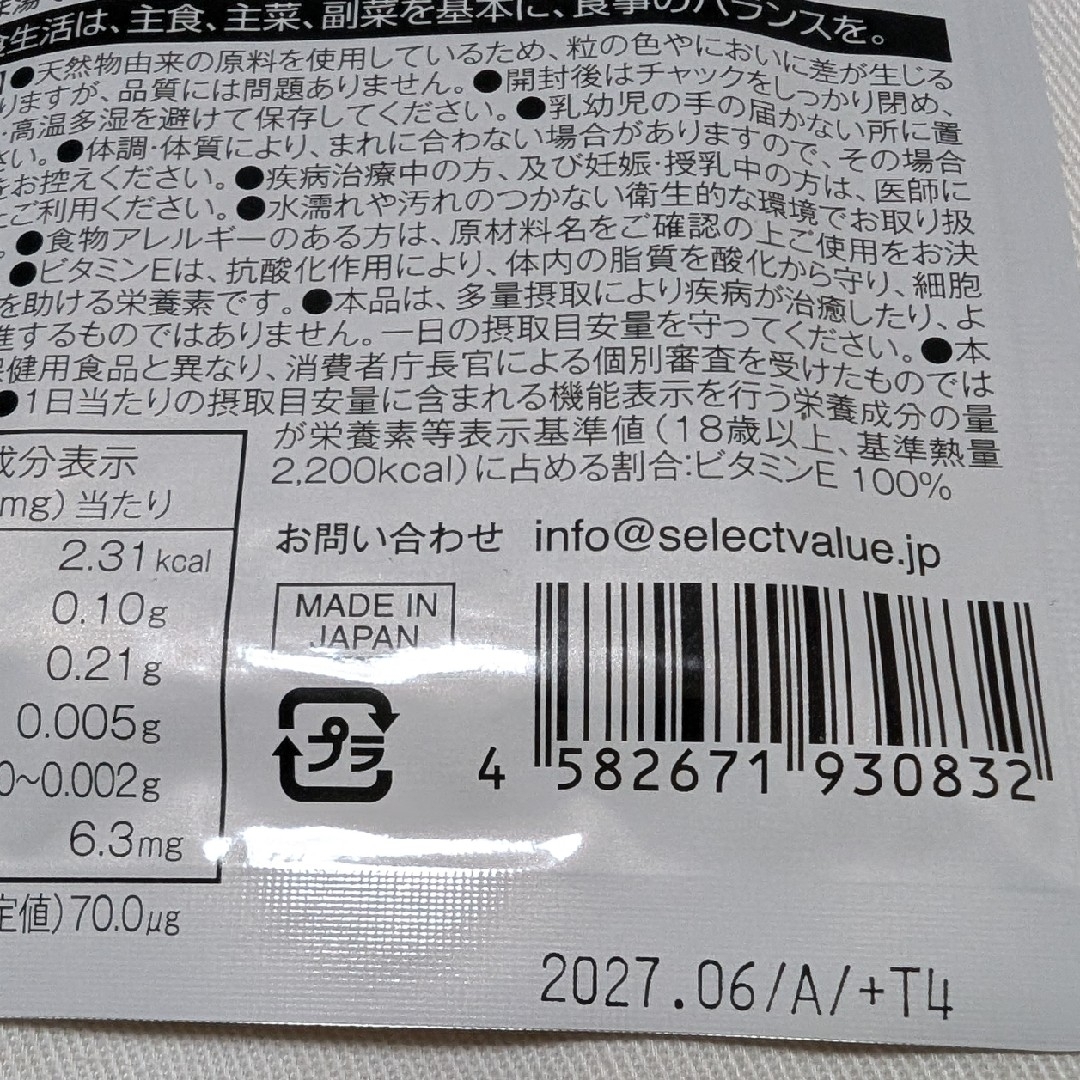 食生活は、主食、主菜、副菜を基本に、食事のバランスを。
●天然物由来の原料を使用しているため、粒の色やにおいに差が生じる
りますが、品質には問題ありません。●開封後はチャックをしっかり閉め、
・高温多湿を避けて保存してください。●乳幼児の手の届かない所に置
さい。●体調・体質により、まれに合わない場合がありますので、その場合
をお控えください。●疾病治療中の方、及び妊娠・授乳中の方は、医師に
ご利用ください。●水濡れや汚れのつかない衛生的な環境でお取り扱
。●食物アレルギーのある方は、原材料名をご確認の上ご使用をお決
●ビタミンEは、抗酸化作用により、体内の脂質を酸化から守り、細胞
を助ける栄養素です。●本品は、多量摂取により疾病が治癒したり、よ
進するものではありません。一日の摂取目安量を守ってください。●本
保健用食品と異なり、消費者庁長官による個別審査を受けたものでは
●1日当たりの摂取目安量に含まれる機能表示を行う栄養成分の量
が栄養素等表示基準値（18歳以上、基準熱量
2,200kcal）に占める割合：ビタミンE 100%
成分表示
mg）当たり
2.31kcal
0.10g
0.21g
0.005g
0~0.002g
6.3mg
定値）70.0μg
お問い合わせ info@selectvalue.jp
MADE IN
JAPAN
プラ
4 582671 930832
2027.06/A/+T4